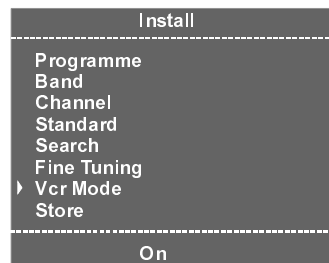 Install
Programme
Band
Channel
Standard
Search
Fine Tuning
Vcr Mode
Store
On